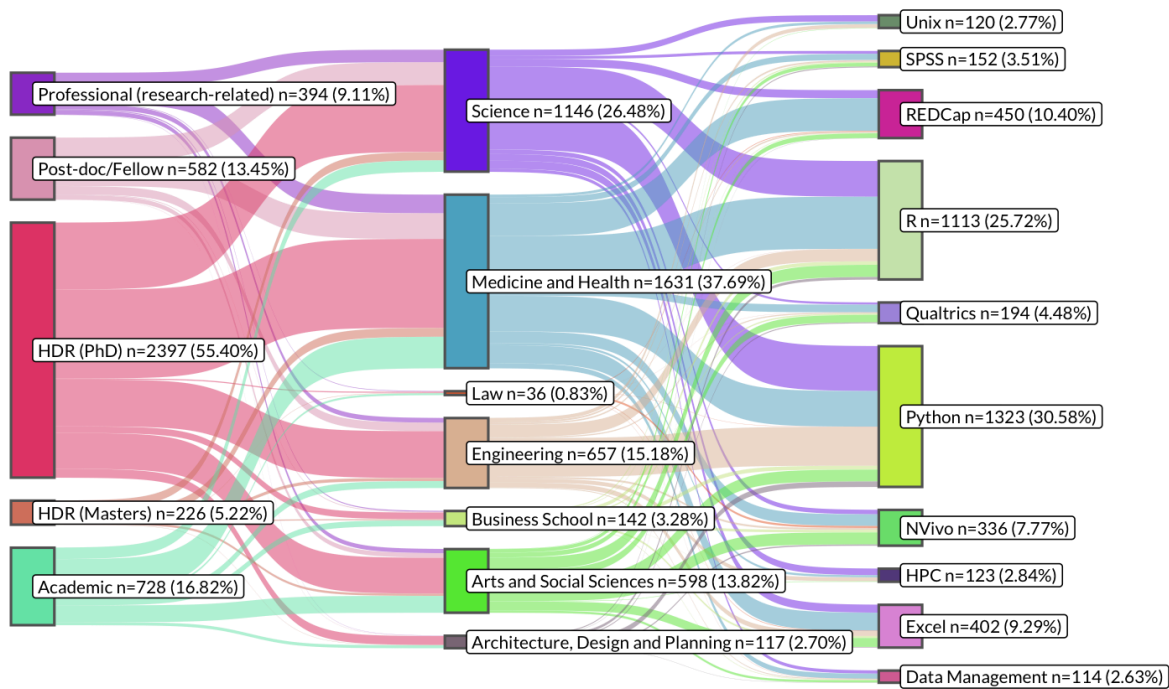 Professional (research-related) n=394 (9.11%)
Post-doc/Fellow n=582 (13.45%)
HDR (PhD) n=2397 (55.40%)
HDR (Masters) n=226 (5.22%)
Academic n=728 (16.82%)
Science n=1146 (26.48%)
Medicine and Health n=1631 (37.69%)
Law n=36 (0.83%)
Engineering n=657 (15.18%)
Business School n=142 (3.28%)
Arts and Social Sciences n=598 (13.82%)
Architecture, Design and Planning n=117 (2.70%)
Unix n=120 (2.77%)
SPSS n=152 (3.51%)
REDCap n=450 (10.40%)
R n=1113 (25.72%)
Qualtrics n=194 (4.48%)
Python n=1323 (30.58%)
NVivo n=336 (7.77%)
HPC n=123 (2.84%)
Excel n=402 (9.29%)
Data Management n=114 (2.63%)